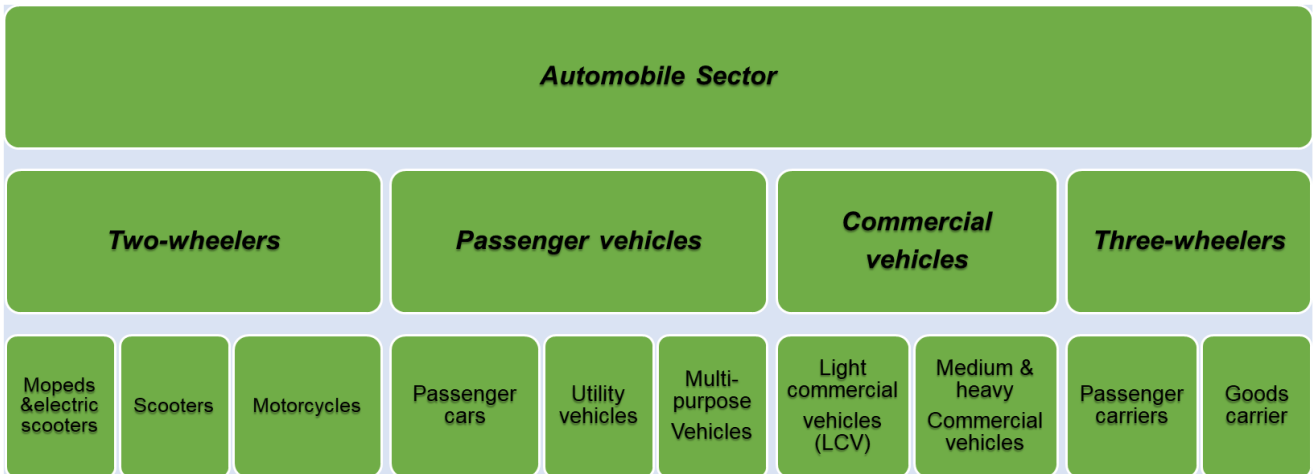 Automobile Sector
Two-wheelers
Passenger vehicles
Commercial
vehicles
Three-wheelers
Mopeds
&electric
scooters
Scooters
Motorcycles
Passenger
cars
Utility
vehicles
Multi-
purpose
Vehicles
Light
commercial
vehicles
(LCV)
Medium &
heavy
Commercial
vehicles
Passenger
carriers
Goods
carrier